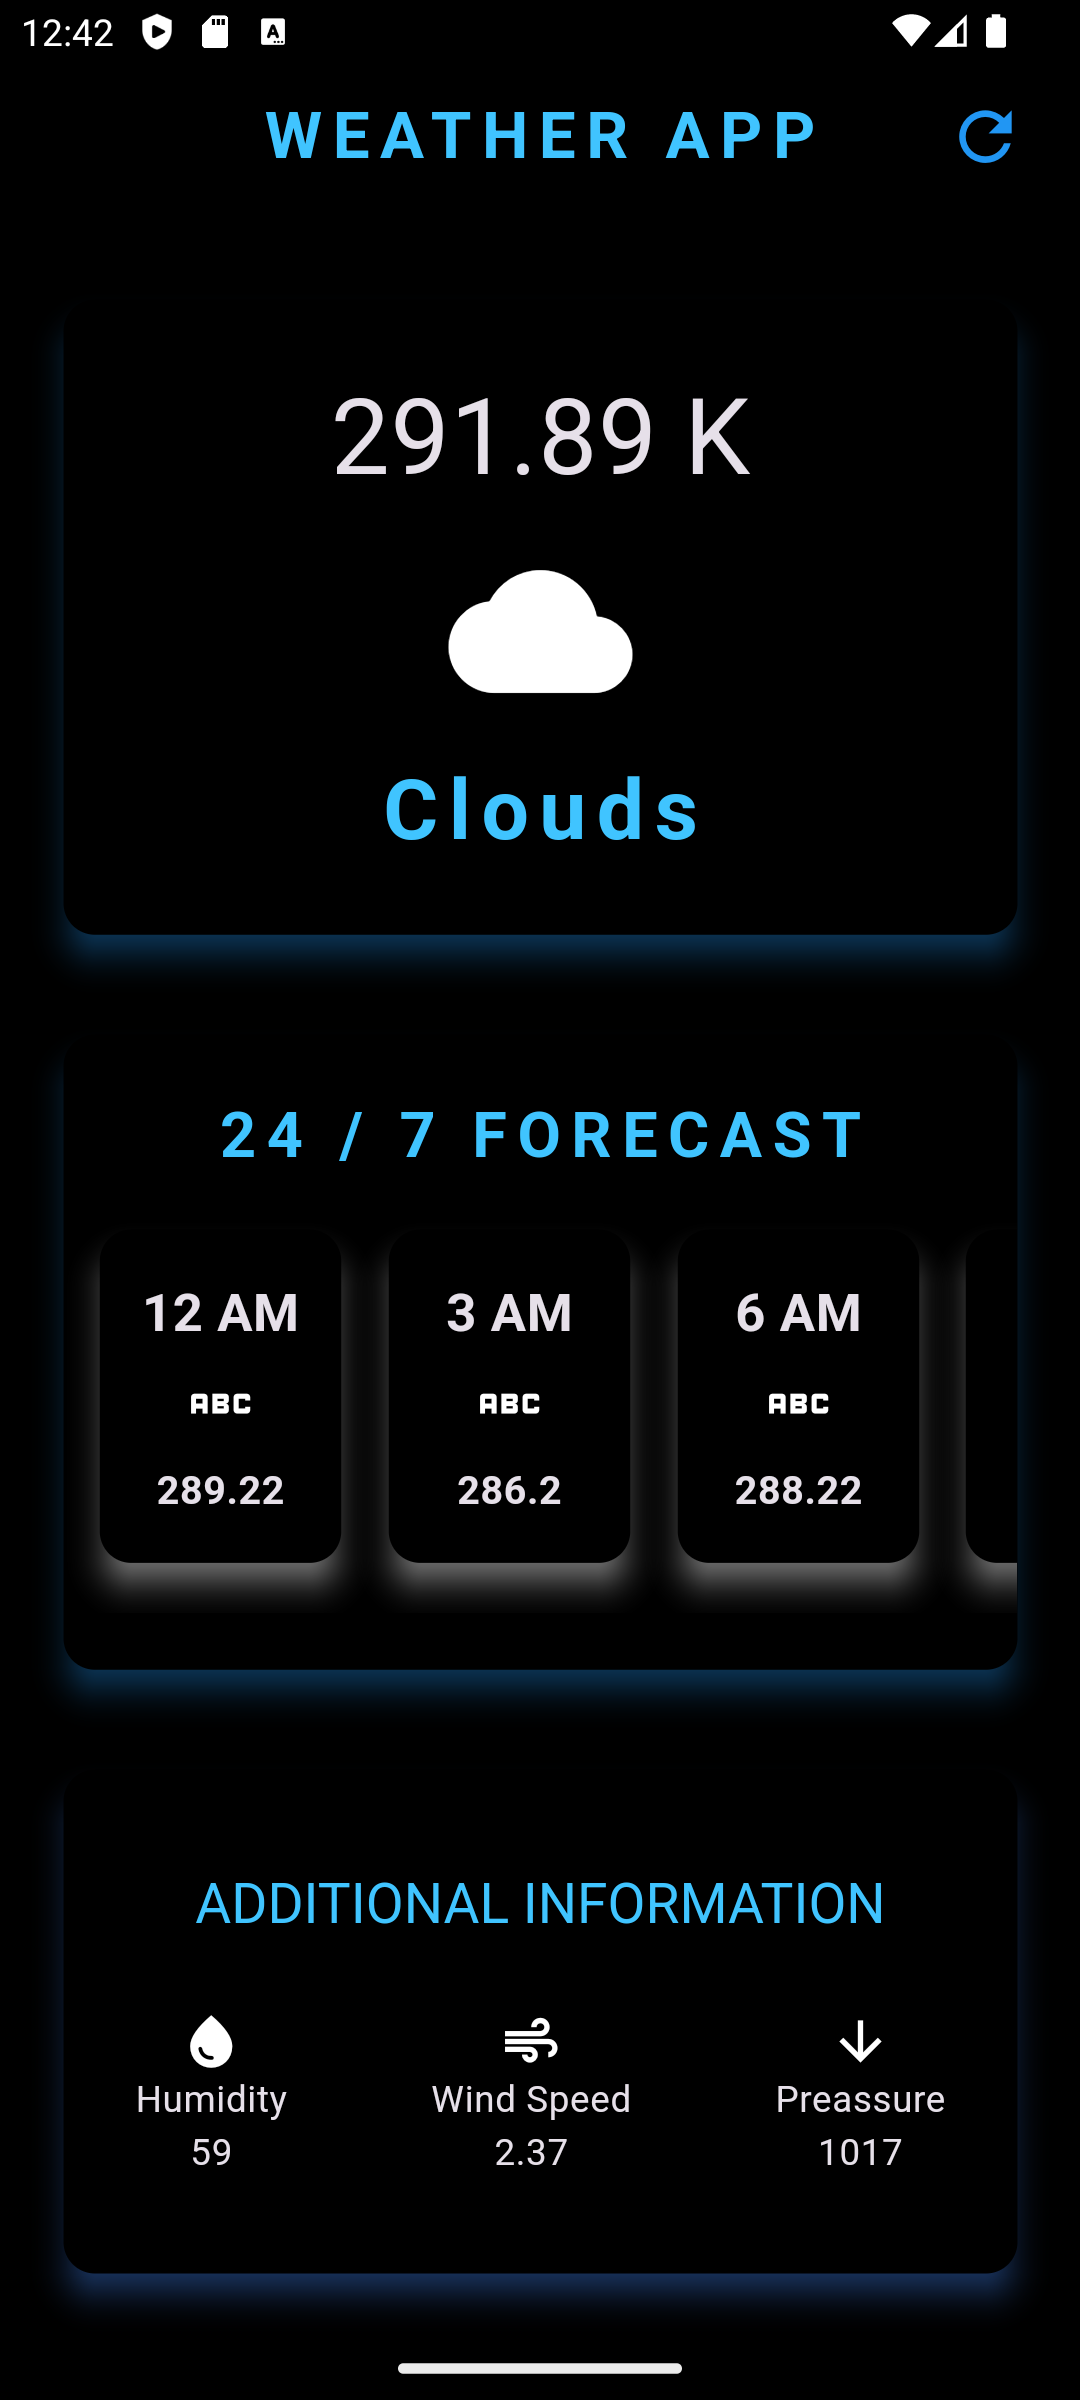 12:42
WEATHER APP
291.89 K
Clouds
24 / 7 FORECAST
12 AM 3 AM 6 AM
ABC ABC ABC
289.22 286.2 288.22
ADDITIONAL INFORMATION
Humidity Wind Speed Preassure
59 2.37 1017